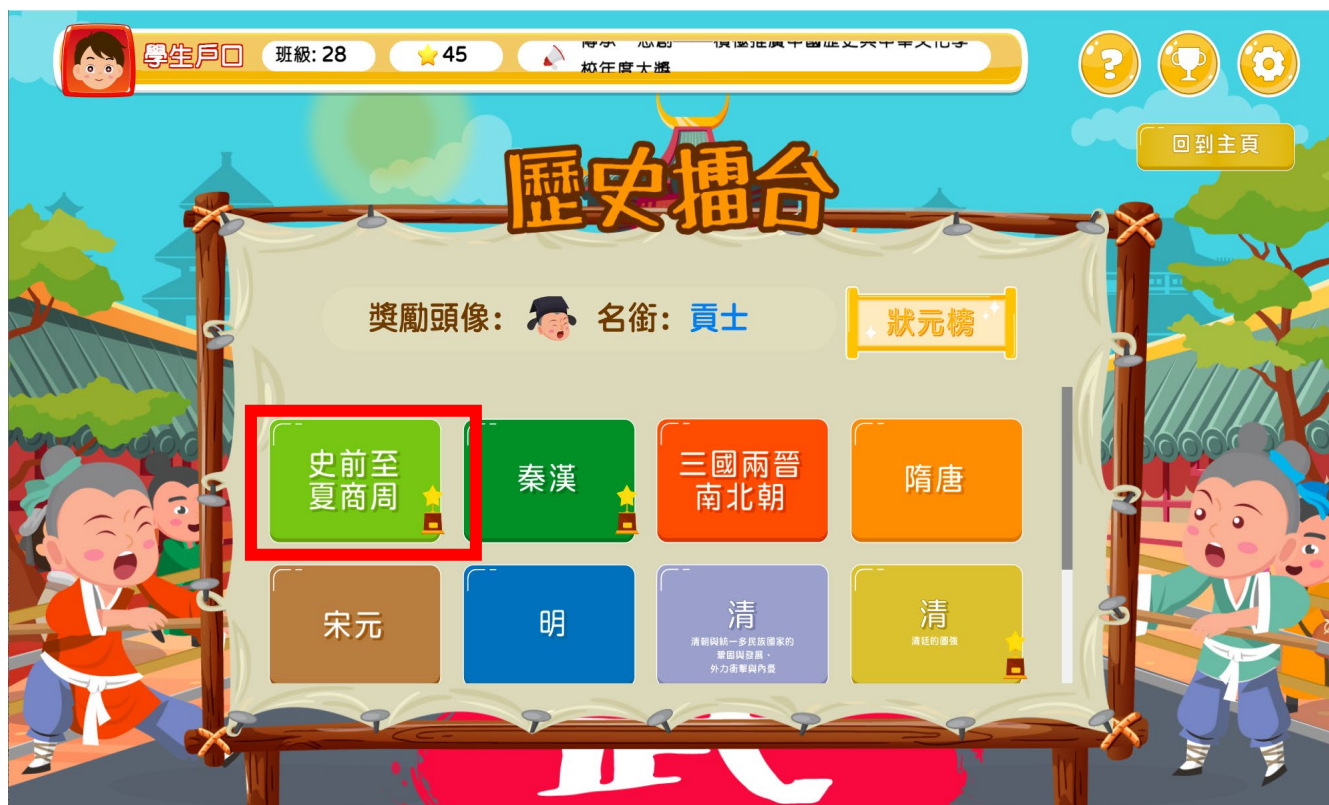 學生戶口
班級: 28
45
校年度大獎
?
回到主頁
歷史擂台
獎勵頭像：
名銜：貢士
狀元榜
史前至
夏商周
秦漢
三國兩晉
南北朝
隋唐
宋元
明
清
清朝與統一多民族國家的
鞏固與發展、
外力衝擊與內憂
清
清廷的圖強